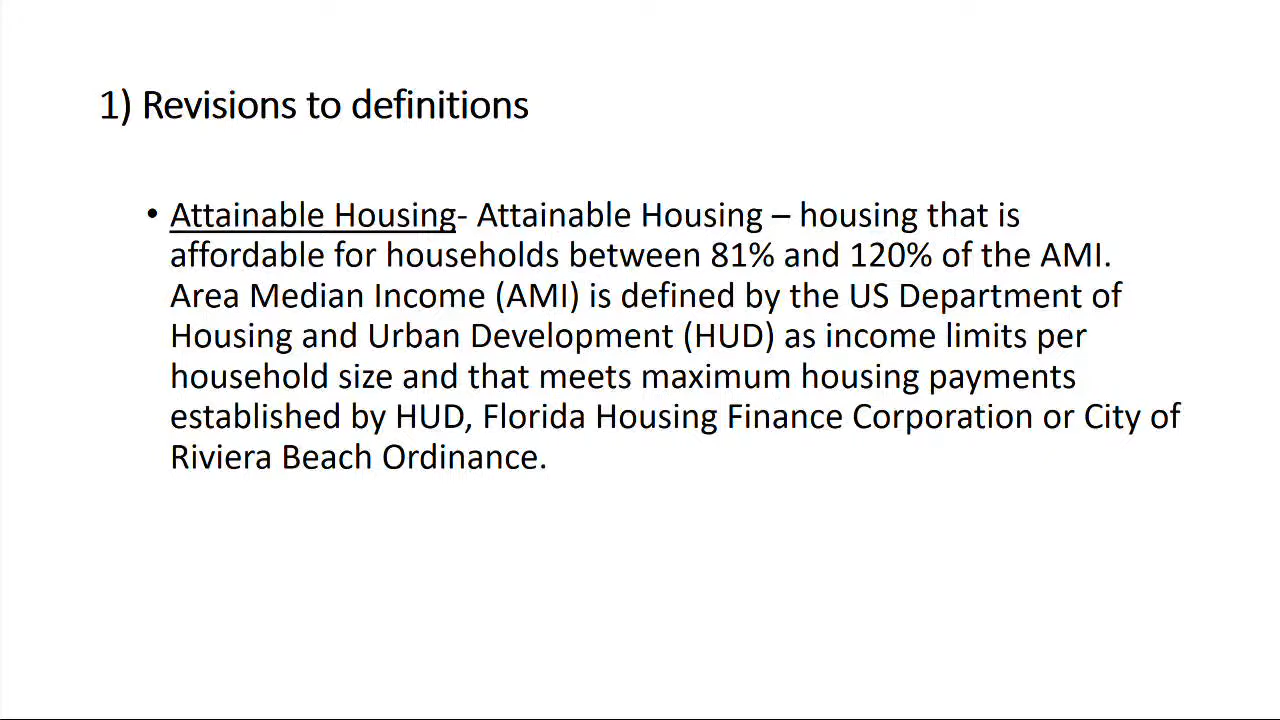 1) Revisions to definitions
• Attainable Housing- Attainable Housing – housing that is
affordable for households between 81% and 120% of the AMI.
Area Median Income (AMI) is defined by the US Department of
Housing and Urban Development (HUD) as income limits per
household size and that meets maximum housing payments
established by HUD, Florida Housing Finance Corporation or City of
Riviera Beach Ordinance.